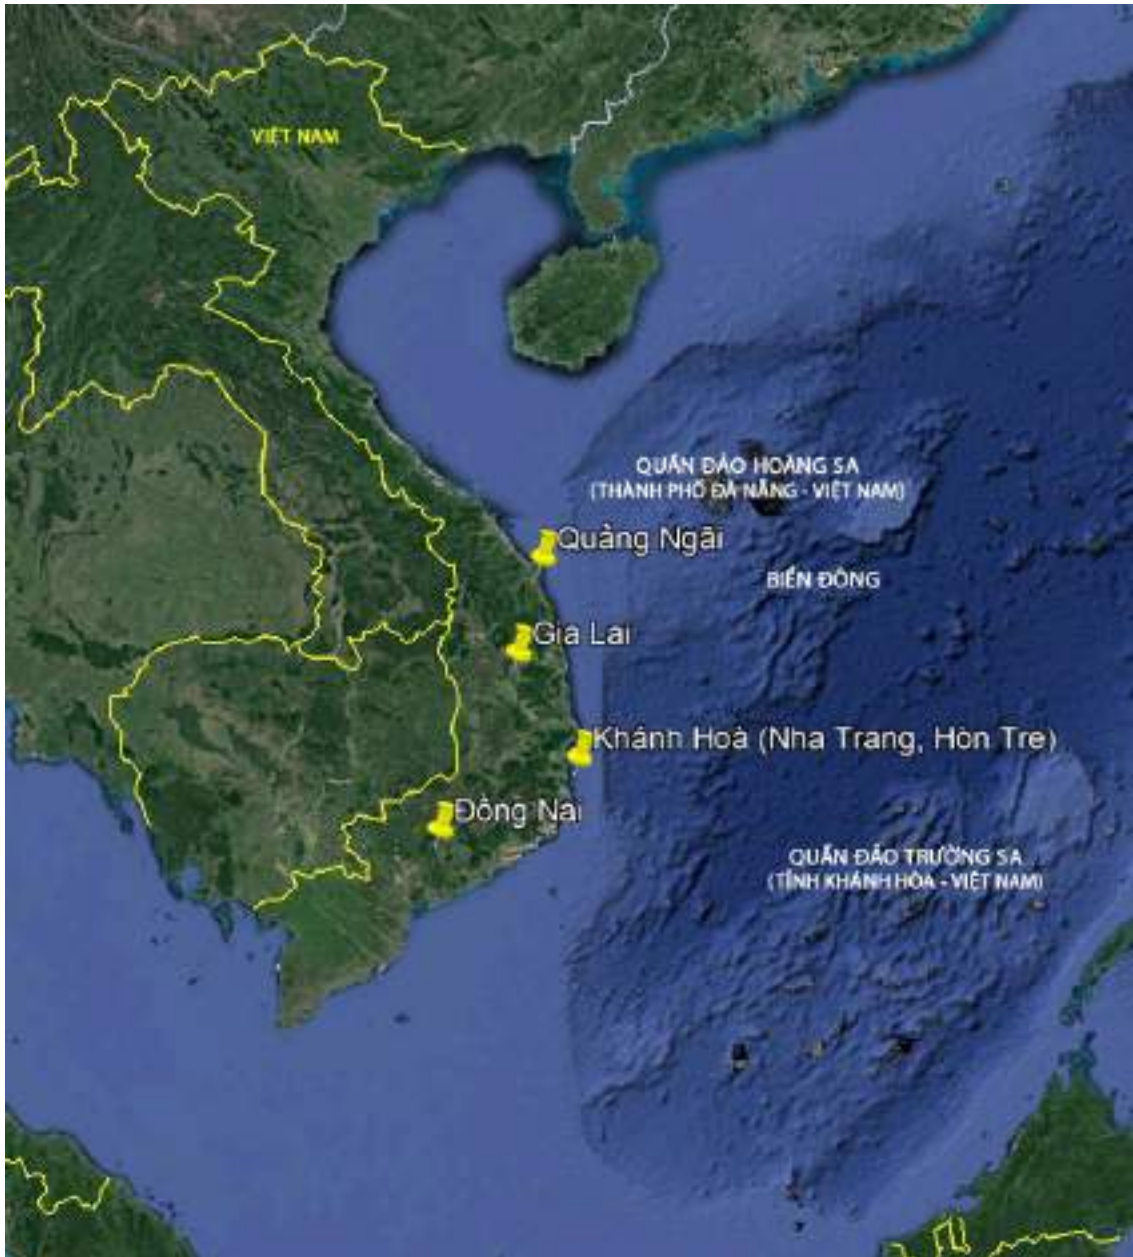 VIỆT NAM
QUẦN ĐẢO HOÀNG SA
(THÀNH PHỐ ĐÀ NẴNG - VIỆT NAM)
Quảng Ngãi
BIỂN ĐÔNG
Gia Lai
Khánh Hoà (Nha Trang, Hòn Tre)
Đồng Nai
QUẦN ĐẢO TRƯỜNG SA
(TỈNH KHÁNH HÒA - VIỆT NAM)